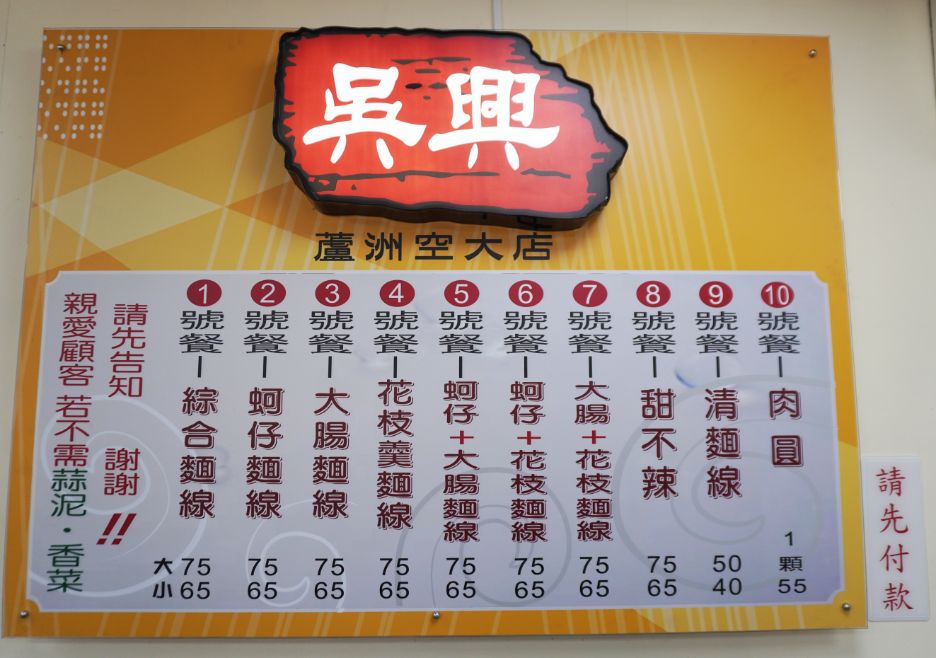 吳興
蘆洲空大店
親愛顧客 若不需蒜泥・香菜
請先告知 謝謝!!
1號餐－綜合麵線 大75 小65
2號餐－蚵仔麵線 75 65
3號餐－大腸麵線 75 65
4號餐－花枝羹麵線 75 65
5號餐－蚵仔+大腸麵線 75 65
6號餐－蚵仔+花枝麵線 75 65
7號餐－大腸+花枝麵線 75 65
8號餐－甜不辣 75 65
9號餐－清麵線 50 40
10號餐－肉圓 1顆 55
請先付款